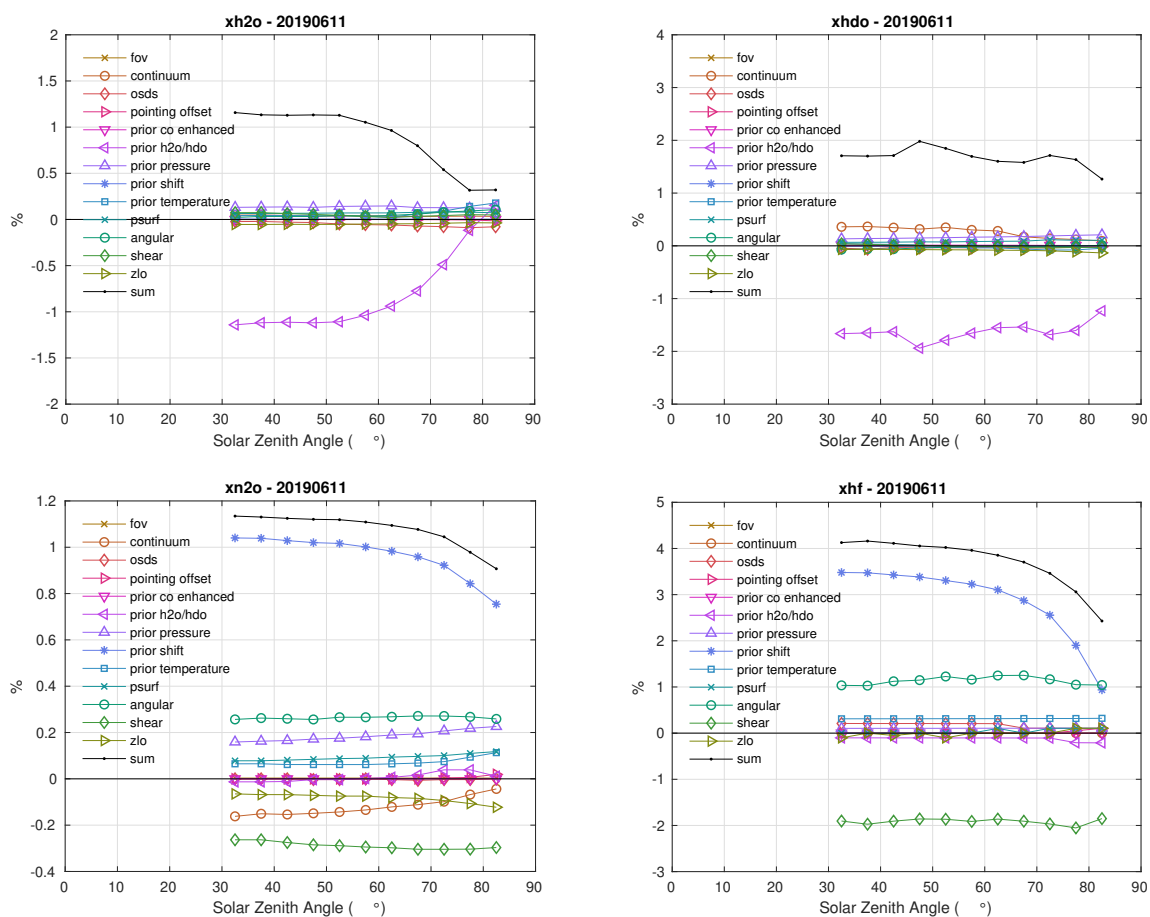 xh2o - 20190611
2
1.5
1
0.5
0
-0.5
-1
-1.5
-2
%
fov
continuum
osds
pointing offset
prior co enhanced
prior h2o/hdo
prior pressure
prior shift
prior temperature
psurf
angular
shear
zlo
sum
0 10 20 30 40 50 60 70 80 90
Solar Zenith Angle ( °)
xhdo - 20190611
4
3
2
1
0
-1
-2
-3
%
fov
continuum
osds
pointing offset
prior co enhanced
prior h2o/hdo
prior pressure
prior shift
prior temperature
psurf
angular
shear
zlo
sum
0 10 20 30 40 50 60 70 80 90
Solar Zenith Angle ( °)
xn2o - 20190611
1.2
1
0.8
0.6
0.4
0.2
0
-0.2
-0.4
%
fov
continuum
osds
pointing offset
prior co enhanced
prior h2o/hdo
prior pressure
prior shift
prior temperature
psurf
angular
shear
zlo
sum
0 10 20 30 40 50 60 70 80 90
Solar Zenith Angle ( °)
xhf - 20190611
5
4
3
2
1
0
-1
-2
-3
%
fov
continuum
osds
pointing offset
prior co enhanced
prior h2o/hdo
prior pressure
prior shift
prior temperature
psurf
angular
shear
zlo
sum
0 10 20 30 40 50 60 70 80 90
Solar Zenith Angle ( °)